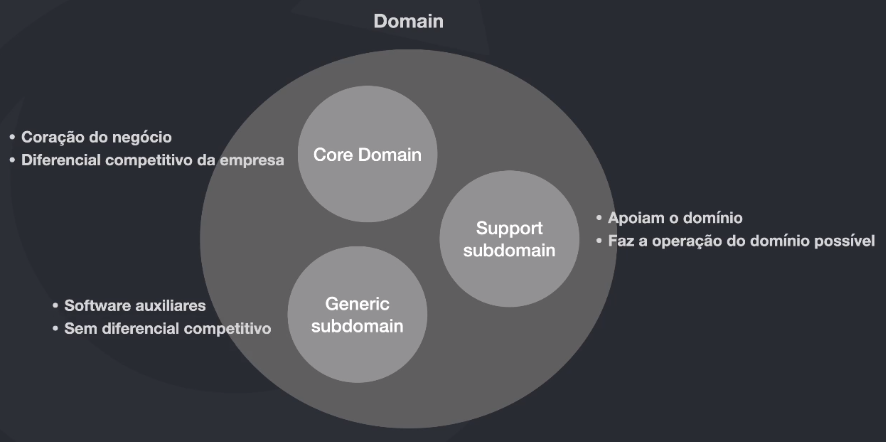 Domain
• Coração do negócio
• Diferencial competitivo da empresa
Core Domain
Support
subdomain
• Apoiam o domínio
• Faz a operação do domínio possível
Generic
subdomain
• Software auxiliares
• Sem diferencial competitivo